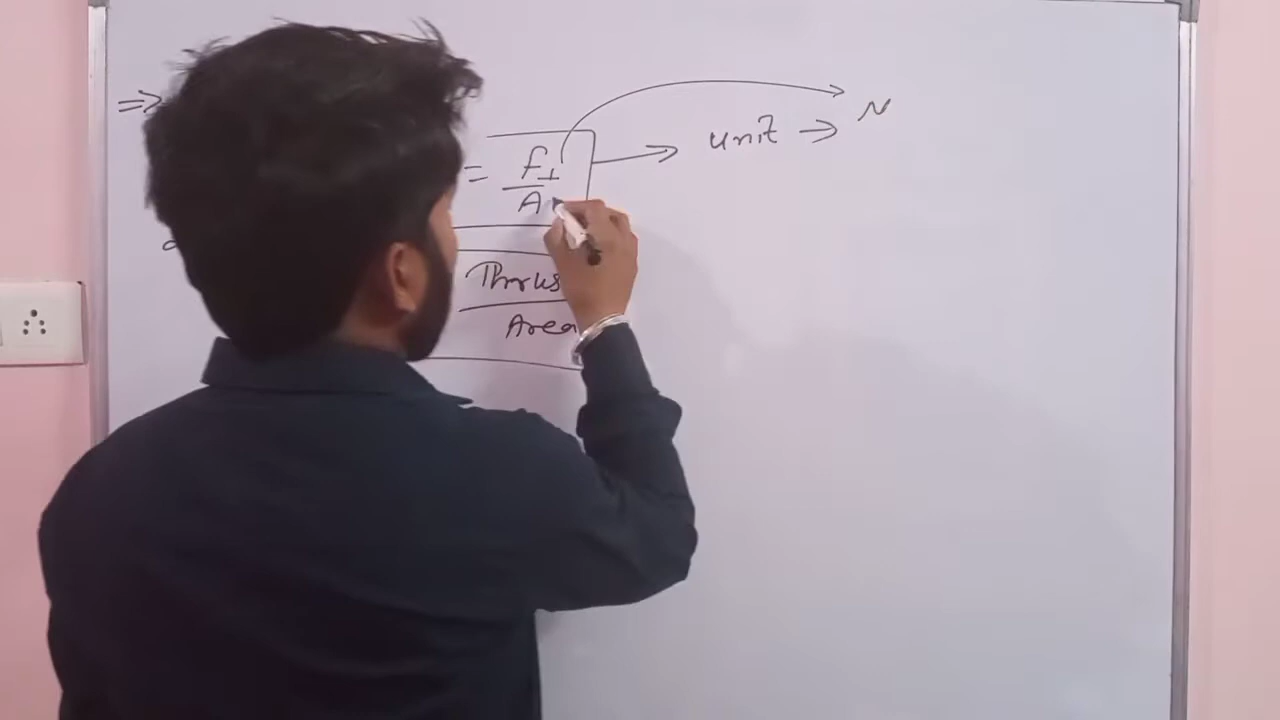 ⇒
= F⊥/A → unit → N
Thrus
Area